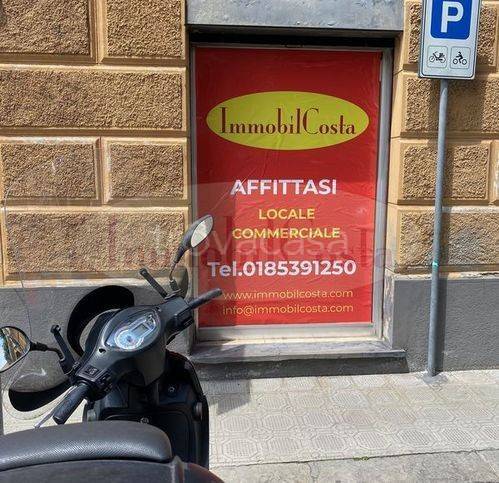 P
ImmobilCosta
AFFITTASI
LOCALE
COMMERCIALE
Tel.0185391250
www.immobilcosta.com
info@immobilcosta.com